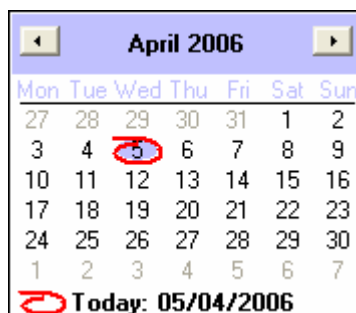 April 2006
Mon Tue Wed Thu Fri Sat Sun
27 28 29 30 31 1 2
3 4 5 6 7 8 9
10 11 12 13 14 15 16
17 18 19 20 21 22 23
24 25 26 27 28 29 30
1 2 3 4 5 6 7
Today: 05/04/2006